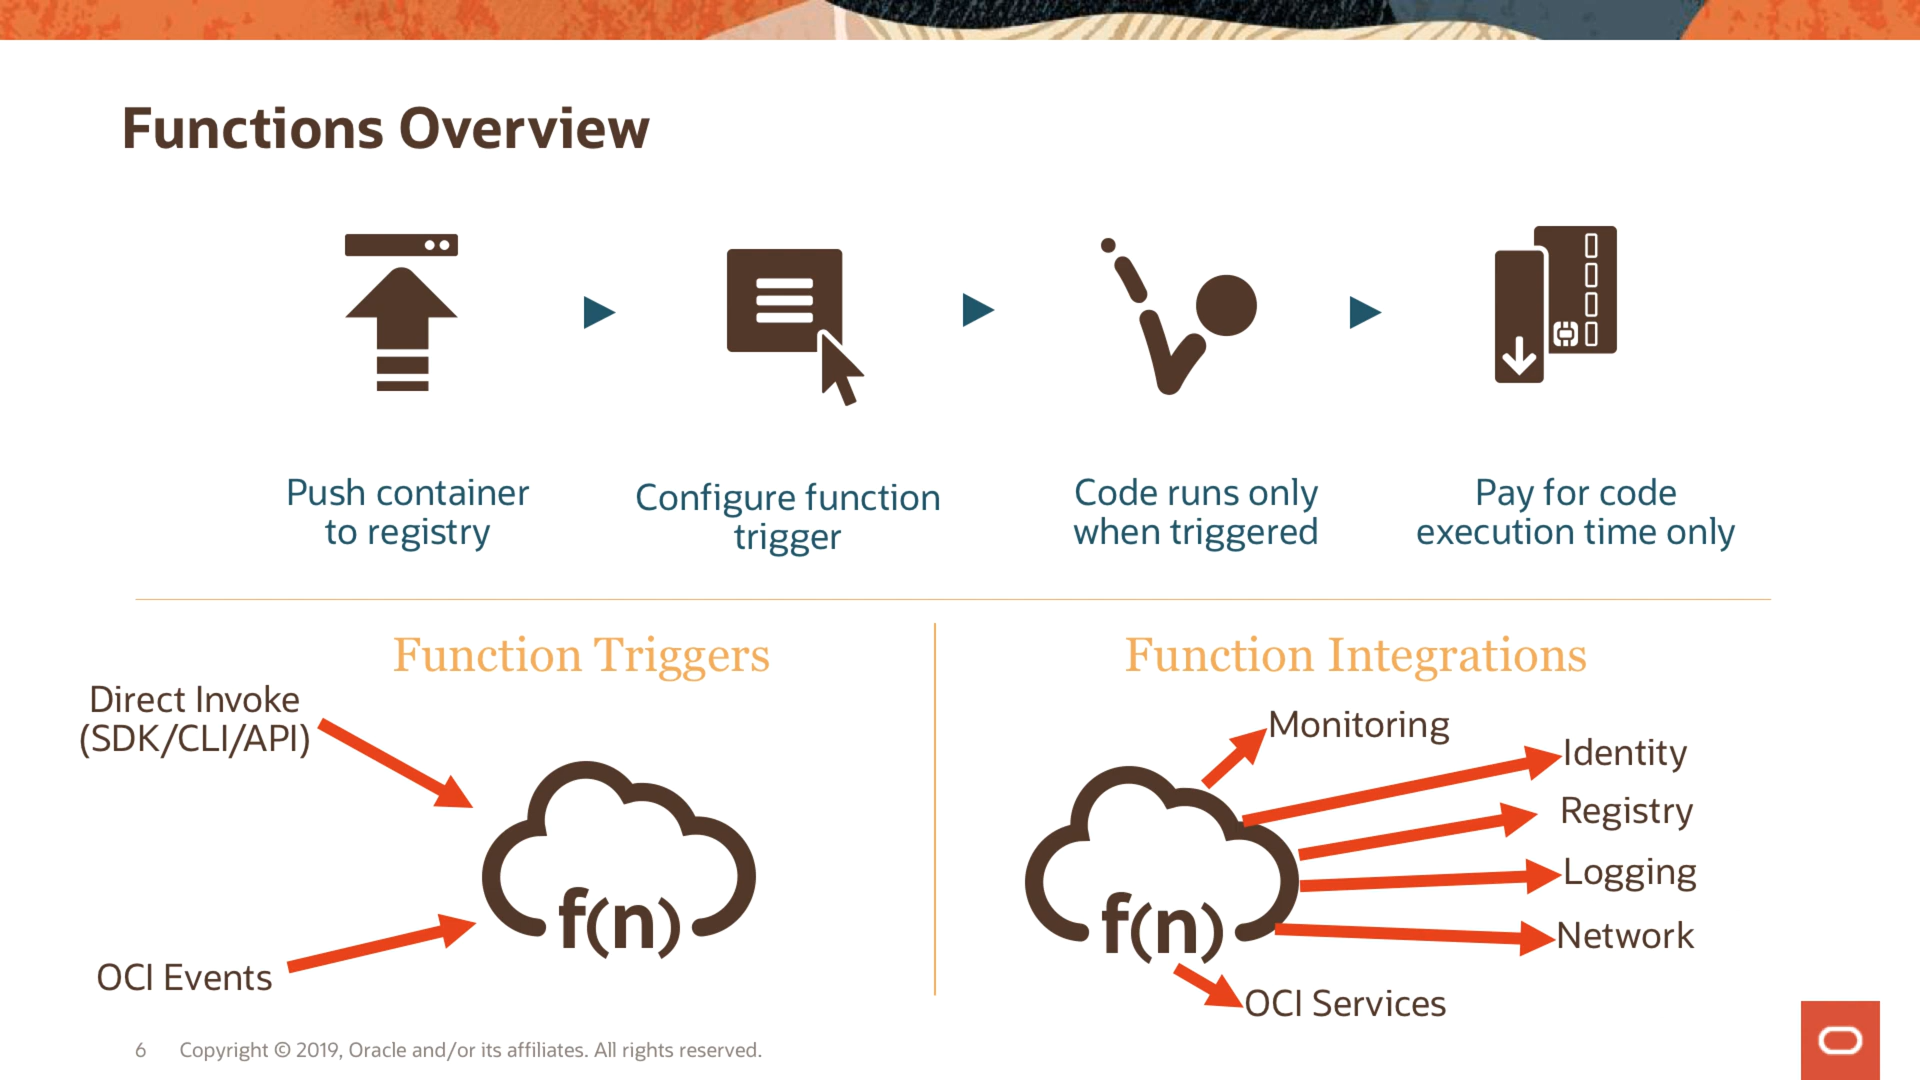 Functions Overview
Push container
to registry
Configure function
trigger
Code runs only
when triggered
Pay for code
execution time only
Function Triggers
Direct Invoke
(SDK/CLI/API)
f(n)
OCI Events
Function Integrations
Monitoring
Identity
Registry
Logging
Network
f(n)
OCI Services
6 Copyright © 2019, Oracle and/or its affiliates. All rights reserved.